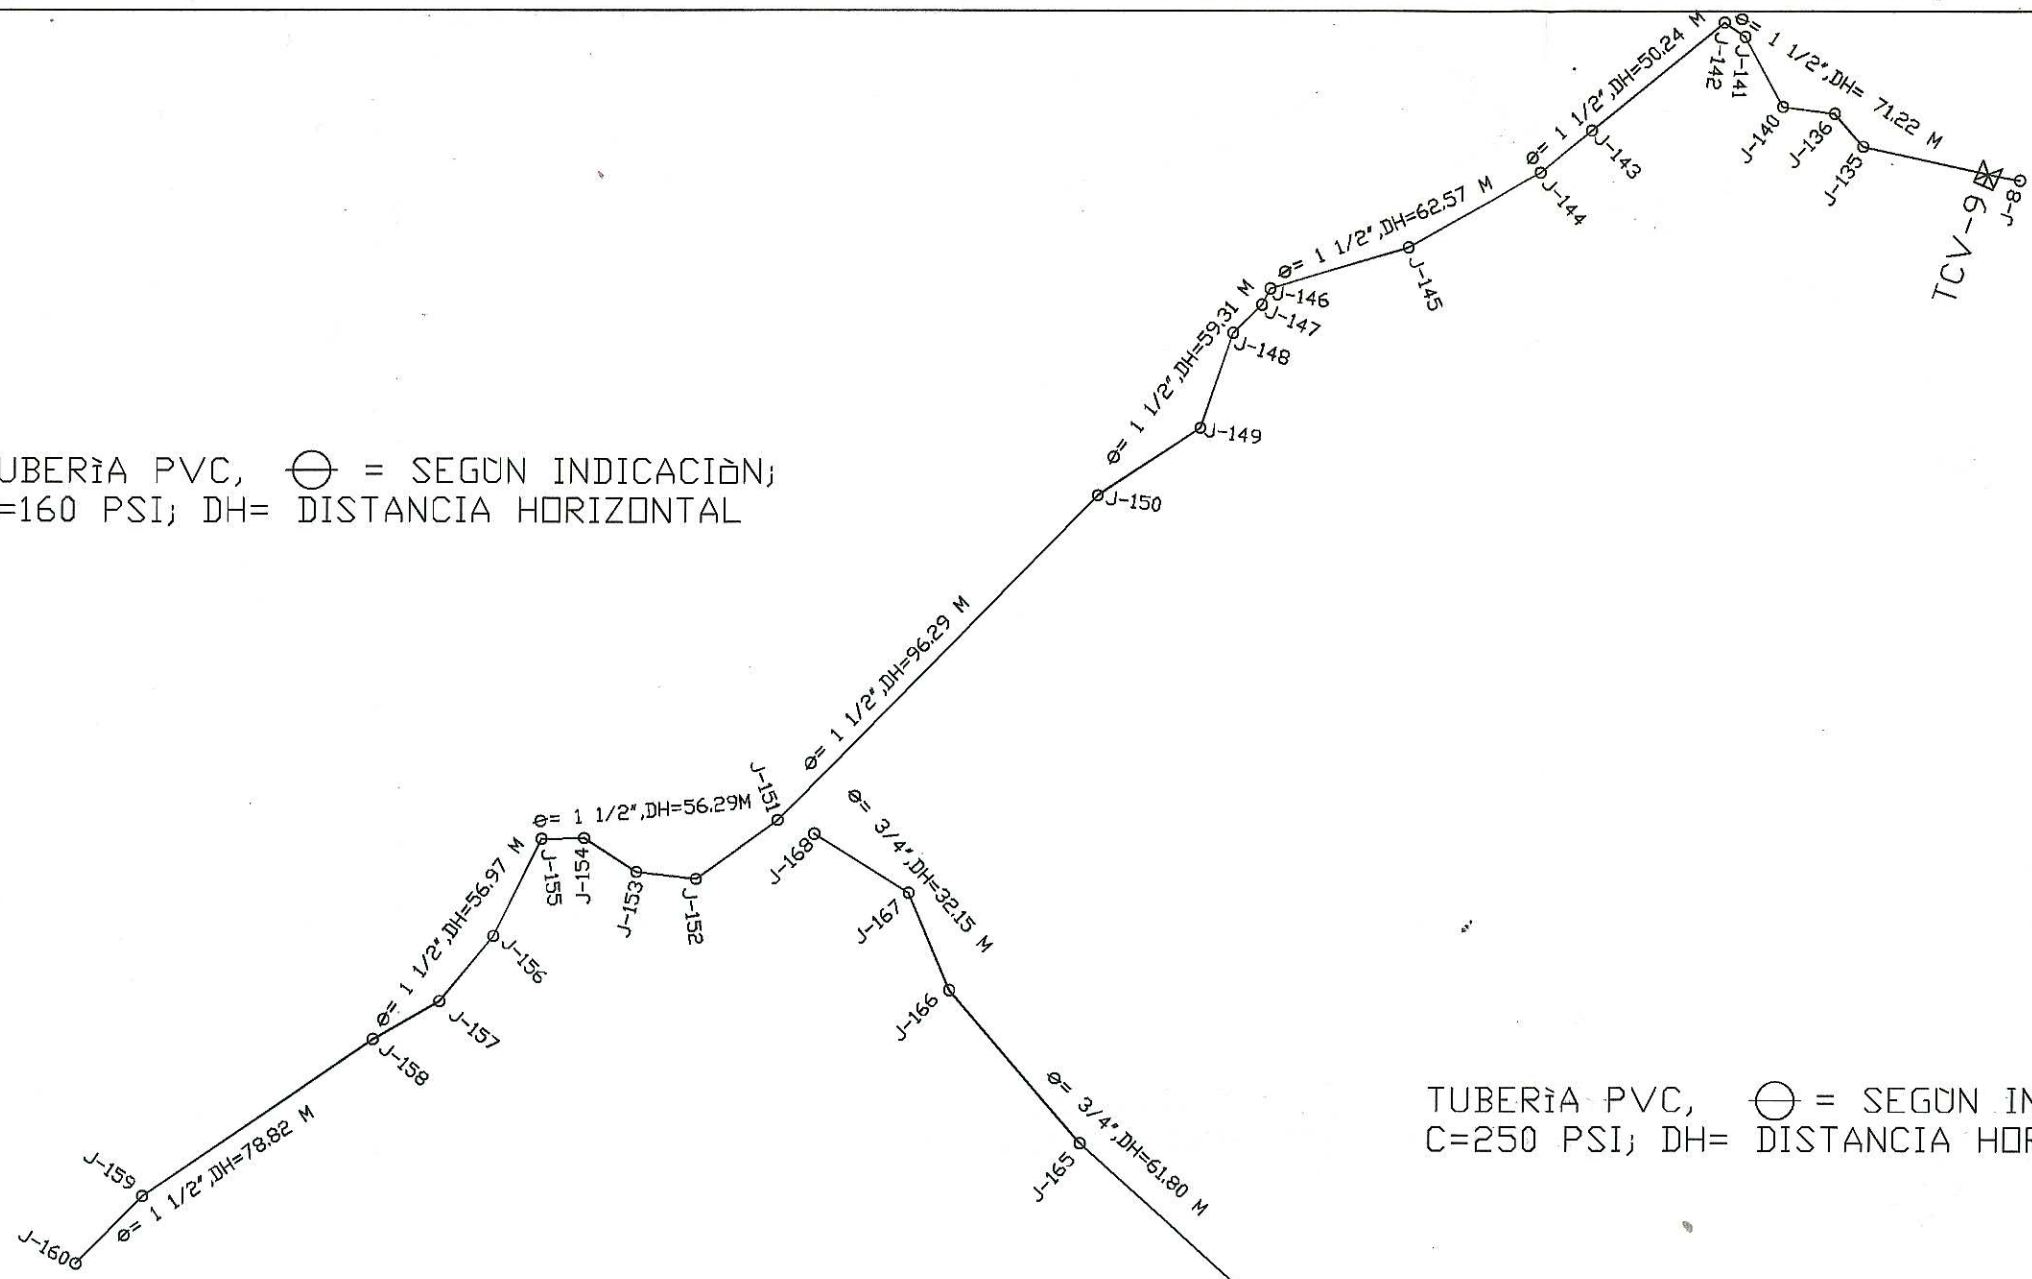 Φ= 1 1/2",DH= 71.22 M
J-142
J-141
J-140
J-136
J-135
TCV-9
J-8
Φ= 1 1/2",DH=50.24 M
J-143
J-144
Φ= 1 1/2",DH=62.57 M
J-145
J-146
J-147
J-148
Φ= 1 1/2",DH=59.31 M
J-149
J-150
UBERìA PVC, Φ = SEGÙN INDICACIòN;
=160 PSI; DH= DISTANCIA HORIZONTAL
Φ= 1 1/2",DH=96.29 M
J-151
Φ= 1 1/2",DH=56.29M
J-152
J-153
J-154
J-155
Φ= 1 1/2",DH=56.97 M
J-156
J-157
J-158
Φ= 1 1/2",DH=78.82 M
J-159
J-160
Φ= 3/4",DH=32.15 M
J-168
J-167
J-166
Φ= 3/4",DH=61.80 M
J-165
TUBERìA PVC, Φ = SEGÙN IN
C=250 PSI; DH= DISTANCIA HOR